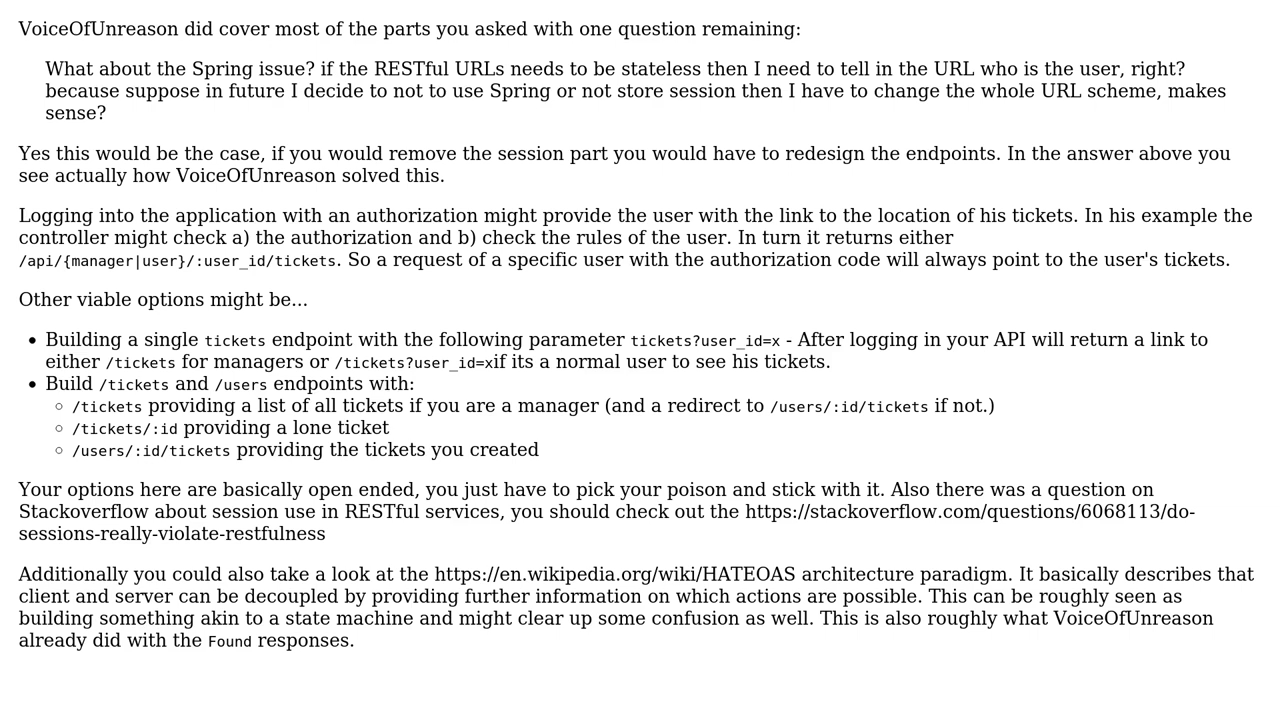 VoiceOfUnreason did cover most of the parts you asked with one question remaining:
What about the Spring issue? if the RESTful URLs needs to be stateless then I need to tell in the URL who is the user, right?
because suppose in future I decide to not to use Spring or not store session then I have to change the whole URL scheme, makes
sense?
Yes this would be the case, if you would remove the session part you would have to redesign the endpoints. In the answer above you
see actually how VoiceOfUnreason solved this.
Logging into the application with an authorization might provide the user with the link to the location of his tickets. In his example the
controller might check a) the authorization and b) check the rules of the user. In turn it returns either
/api/{manager|user}/:user_id/tickets. So a request of a specific user with the authorization code will always point to the user's tickets.
Other viable options might be...
• Building a single tickets endpoint with the following parameter tickets?user_id=x - After logging in your API will return a link to
either /tickets for managers or /tickets?user_id=xif its a normal user to see his tickets.
• Build /tickets and /users endpoints with:
◦ /tickets providing a list of all tickets if you are a manager (and a redirect to /users/:id/tickets if not.)
◦ /tickets/:id providing a lone ticket
◦ /users/:id/tickets providing the tickets you created
Your options here are basically open ended, you just have to pick your poison and stick with it. Also there was a question on
Stackoverflow about session use in RESTful services, you should check out the https://stackoverflow.com/questions/6068113/do-
sessions-really-violate-restfulness
Additionally you could also take a look at the https://en.wikipedia.org/wiki/HATEOAS architecture paradigm. It basically describes that
client and server can be decoupled by providing further information on which actions are possible. This can be roughly seen as
building something akin to a state machine and might clear up some confusion as well. This is also roughly what VoiceOfUnreason
already did with the Found responses.